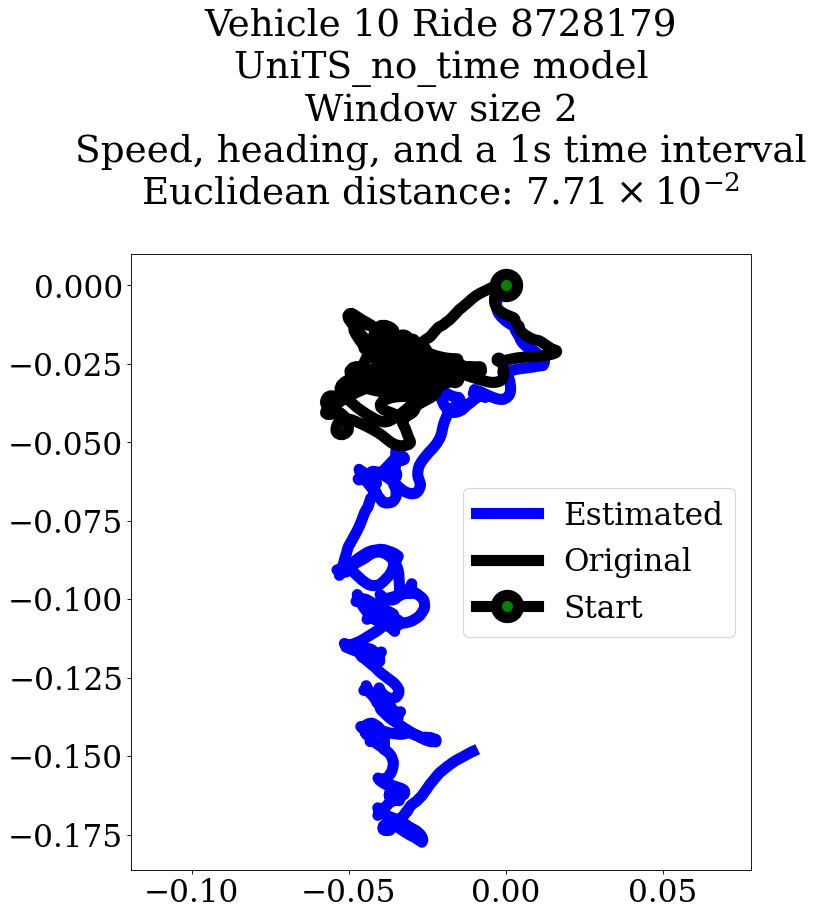 Vehicle 10 Ride 8728179
UniTS_no_time model
Window size 2
Speed, heading, and a 1s time interval
Euclidean distance: 7.71 × 10⁻²
0.000
−0.025
−0.050
−0.075
−0.100
−0.125
−0.150
−0.175
Estimated
Original
Start
−0.10
−0.05
0.00
0.05